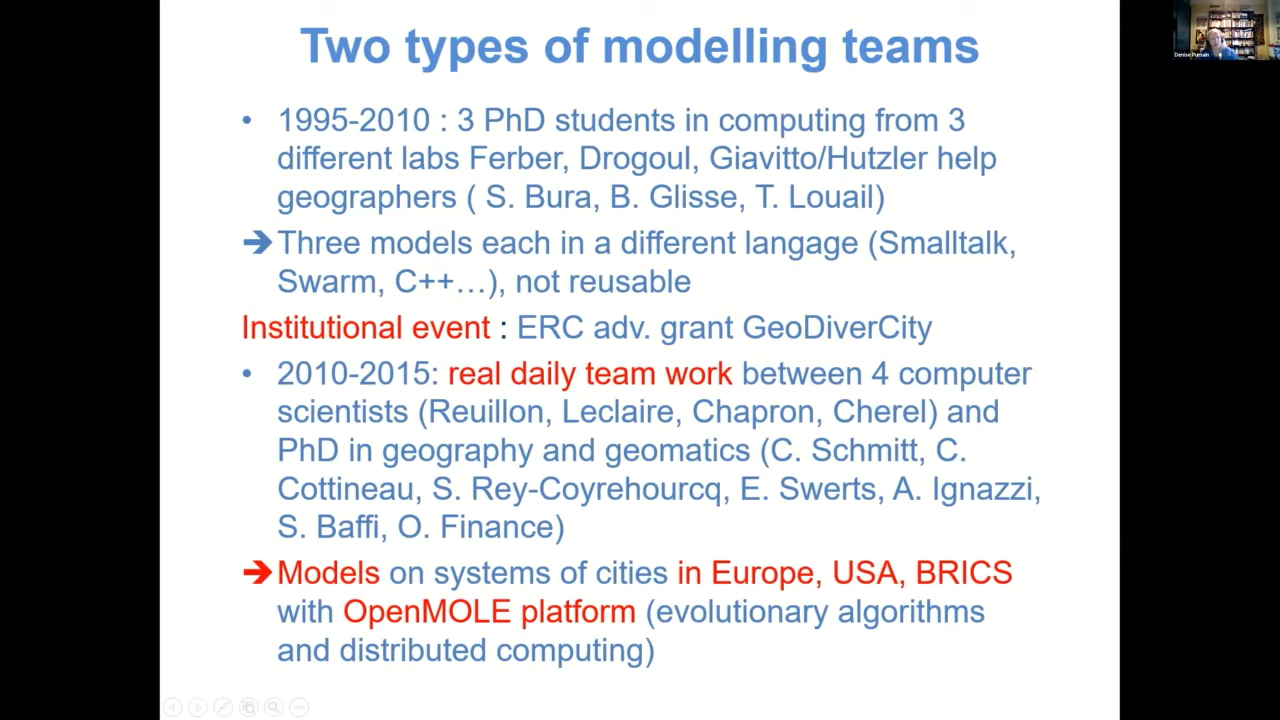 Two types of modelling teams
Denise Pumain
• 1995-2010 : 3 PhD students in computing from 3
different labs Ferber, Drogoul, Giavitto/Hutzler help
geographers ( S. Bura, B. Glisse, T. Louail)
➔ Three models each in a different langage (Smalltalk,
Swarm, C++…), not reusable
Institutional event : ERC adv. grant GeoDiverCity
• 2010-2015: real daily team work between 4 computer
scientists (Reuillon, Leclaire, Chapron, Cherel) and
PhD in geography and geomatics (C. Schmitt, C.
Cottineau, S. Rey-Coyrehourcq, E. Swerts, A. Ignazzi,
S. Baffi, O. Finance)
➔ Models on systems of cities in Europe, USA, BRICS
with OpenMOLE platform (evolutionary algorithms
and distributed computing)